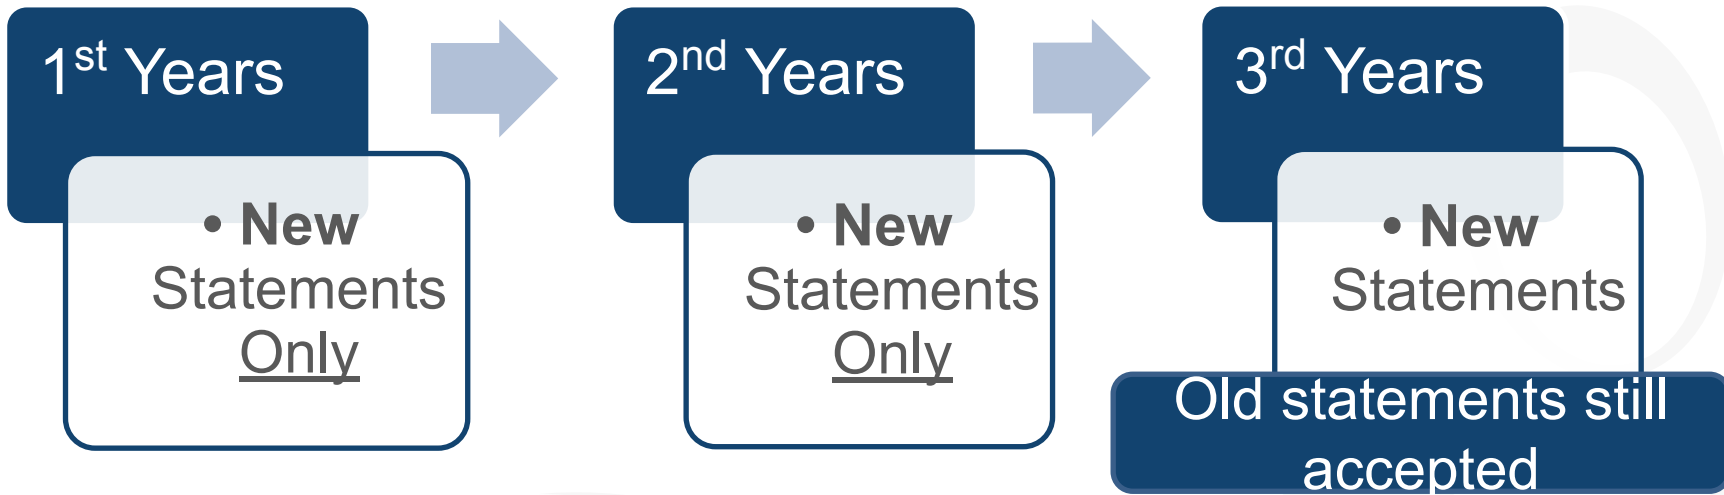 1st Years
• New
Statements
Only
2nd Years
• New
Statements
Only
3rd Years
• New
Statements
Old statements still
accepted